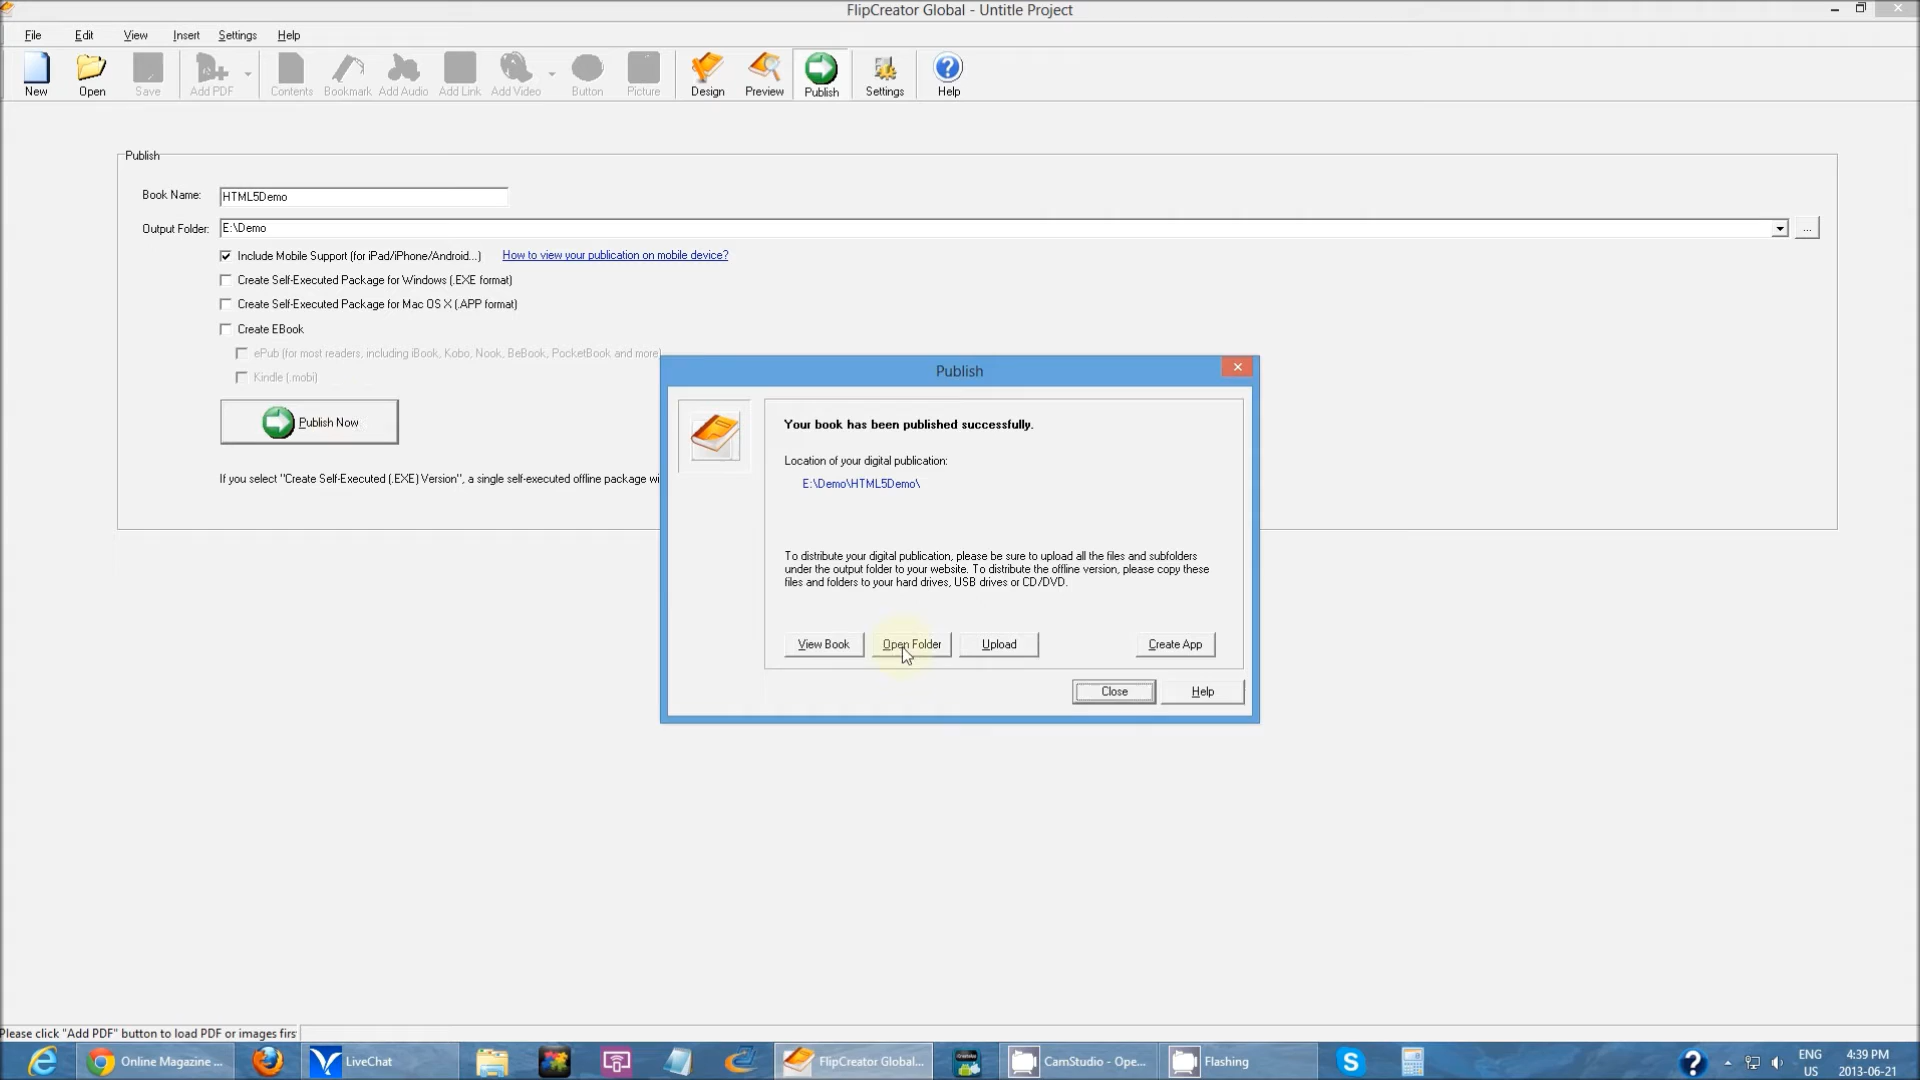 FlipCreator Global - Untitle Project
File Edit View Insert Settings Help
New Open Save Add PDF Contents Bookmark Add Audio Add Link Add Video Button Picture Design Preview Publish Settings Help
Publish
Book Name: HTML5Demo
Output Folder: E:\Demo ...
Include Mobile Support (for iPad/iPhone/Android...) How to view your publication on mobile device?
Create Self-Executed Package for Windows (.EXE format)
Create Self-Executed Package for Mac OS X (.APP format)
Create EBook
ePub (for most readers, including iBook, Kobo, Nook, BeBook, PocketBook and more)
Kindle (.mobi)
Publish Now
If you select "Create Self-Executed (.EXE) Version", a single self-executed offline package wi
Publish
Your book has been published successfully.
Location of your digital publication:
E:\Demo\HTML5Demo\
To distribute your digital publication, please be sure to upload all the files and subfolders
under the output folder to your website. To distribute the offline version, please copy these
files and folders to your hard drives, USB drives or CD/DVD.
View Book Open Folder Upload Create App
Close Help
Please click "Add PDF" button to load PDF or images firs
Online Magazine ... LiveChat FlipCreator Global... CamStudio - Ope... Flashing ENG 4:39 PM
US 2013-06-21